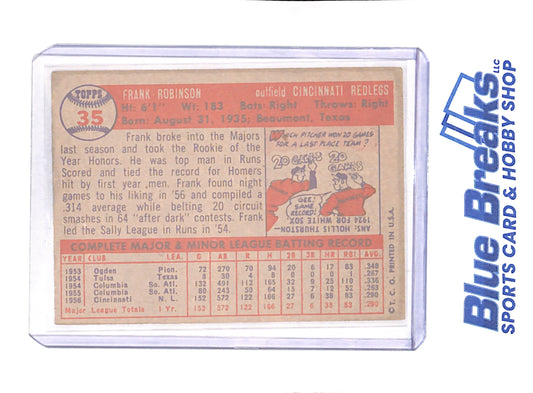 TOPPS
35
FRANK ROBINSON outfield CINCINNATI REDLEGS
Ht: 6'1" Wt: 183 Bats: Right Throws: Right
Born: August 31, 1935; Beaumont, Texas
Frank broke into the Majors
last season and took the Rookie of the
Year Honors. He was top man in Runs
Scored and tied the record for Homers
hit by first year men. Frank found night
games to his liking in '56 and compiled a
.314 average while belting 20 circuit
smashes in 64 "after dark" contests. Frank
led the Sally League in Runs in '54.
WHICH PITCHER WON 20 GAMES
FOR A LAST PLACE TEAM?
20 GAMES
20 GAMES
GEE, SAME RECORD!
ANS: HOLLIS THURSTON-
1924 FOR WHITE SOX
COMPLETE MAJOR & MINOR LEAGUE BATTING RECORD
YEAR CLUB LEA. G AB R H 2B 3B HR RBI AVG.
1953 Ogden Pion. 72 270 70 94 20 6 17 83 .348
1954 Tulsa Texas 8 30 4 8 0 0 0 1 .267
1954 Columbia So. Atl. 132 491 112 165 32 9 25 110 .336
1955 Columbia So. Atl. 80 243 50 64 15 7 12 52 .263
1956 Cincinnati N. L. 152 572 122 166 27 6 38 83 .290
Major League Totals 1 Yr. 152 572 122 166 27 6 38 83 .290
© T. C. G. PRINTED IN U.S.A.
Blue Breaks LLC
SPORTS CARD & HOBBY SHOP